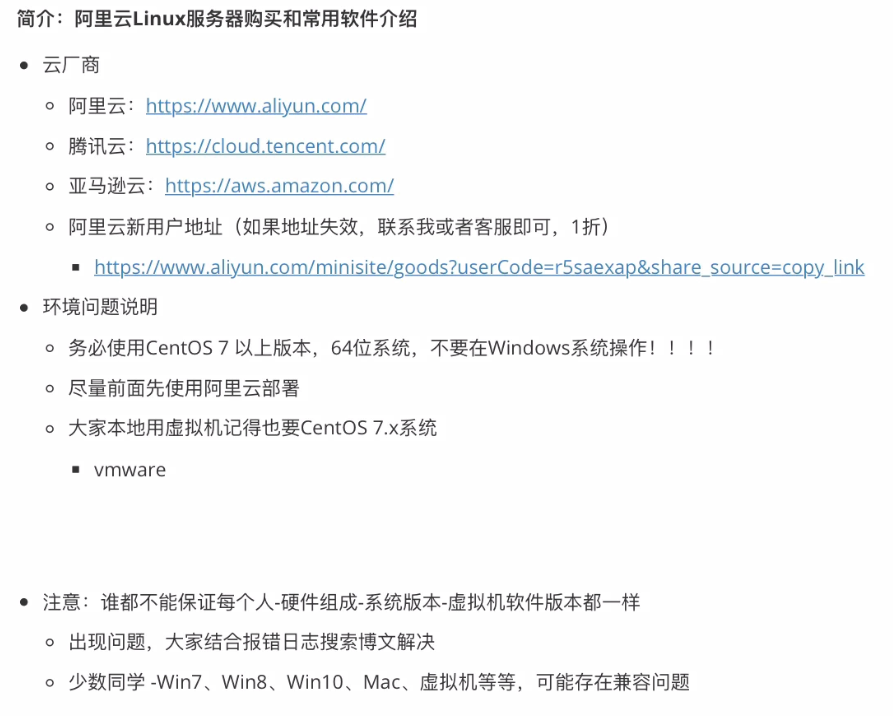 简介：阿里云Linux服务器购买和常用软件介绍
云厂商
阿里云：https://www.aliyun.com/
腾讯云：https://cloud.tencent.com/
亚马逊云：https://aws.amazon.com/
阿里云新用户地址（如果地址失效，联系我或者客服即可，1折）
https://www.aliyun.com/minisite/goods?userCode=r5saexap&share_source=copy_link
环境问题说明
务必使用CentOS 7 以上版本，64位系统，不要在Windows系统操作！！！！
尽量前面先使用阿里云部署
大家本地用虚拟机记得也要CentOS 7.x系统
vmware
注意：谁都不能保证每个人-硬件组成-系统版本-虚拟机软件版本都一样
出现问题，大家结合报错日志搜索博文解决
少数同学 -Win7、Win8、Win10、Mac、虚拟机等等，可能存在兼容问题